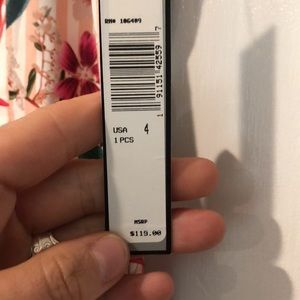 RN# 106409
1 91151 42559 7
USA 4
1 PCS
MSRP
$119.00